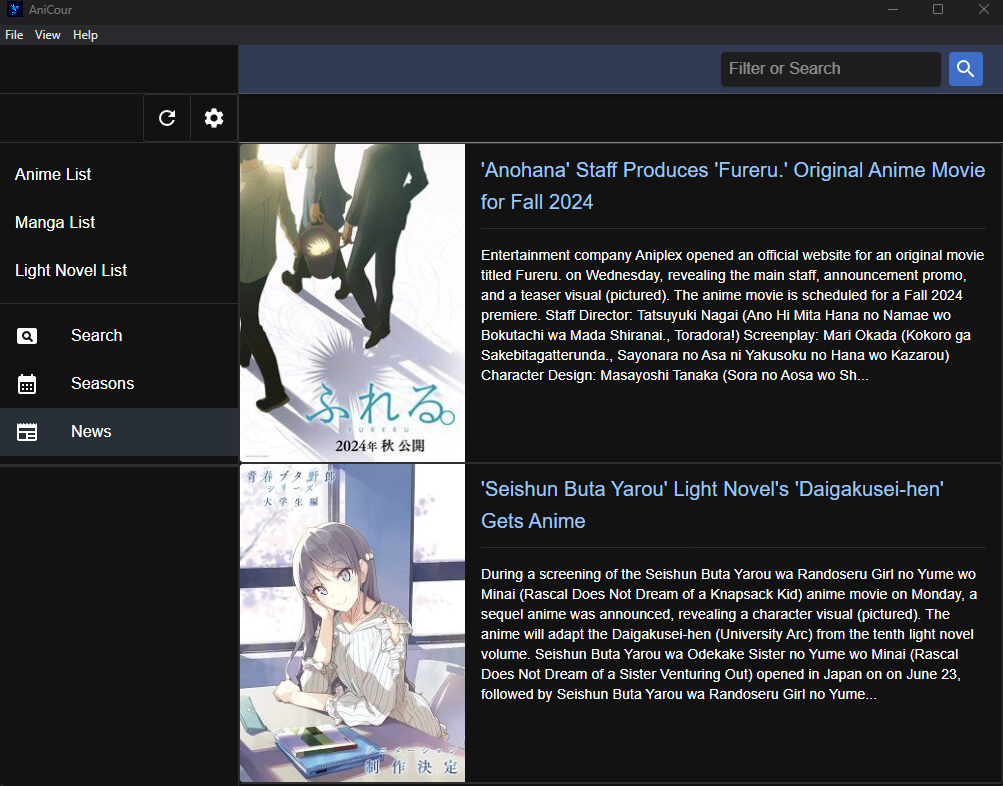 AniCour
File View Help
Filter or Search
Anime List
Manga List
Light Novel List
Search
Seasons
News
ふれる。
FURERU
2024年 秋 公開
'Anohana' Staff Produces 'Fureru.' Original Anime Movie
for Fall 2024
Entertainment company Aniplex opened an official website for an original movie
titled Fureru. on Wednesday, revealing the main staff, announcement promo,
and a teaser visual (pictured). The anime movie is scheduled for a Fall 2024
premiere. Staff Director: Tatsuyuki Nagai (Ano Hi Mita Hana no Namae wo
Bokutachi wa Mada Shiranai., Toradora!) Screenplay: Mari Okada (Kokoro ga
Sakebitagatterunda., Sayonara no Asa ni Yakusoku no Hana wo Kazarou)
Character Design: Masayoshi Tanaka (Sora no Aosa wo Sh...
青春ブタ野郎
シリーズ
大学生編
アニメーション
制作決定
'Seishun Buta Yarou' Light Novel's 'Daigakusei-hen'
Gets Anime
During a screening of the Seishun Buta Yarou wa Randoseru Girl no Yume wo
Minai (Rascal Does Not Dream of a Knapsack Kid) anime movie on Monday, a
sequel anime was announced, revealing a character visual (pictured). The
anime will adapt the Daigakusei-hen (University Arc) from the tenth light novel
volume. Seishun Buta Yarou wa Odekake Sister no Yume wo Minai (Rascal
Does Not Dream of a Sister Venturing Out) opened in Japan on on June 23,
followed by Seishun Buta Yarou wa Randoseru Girl no Yume...